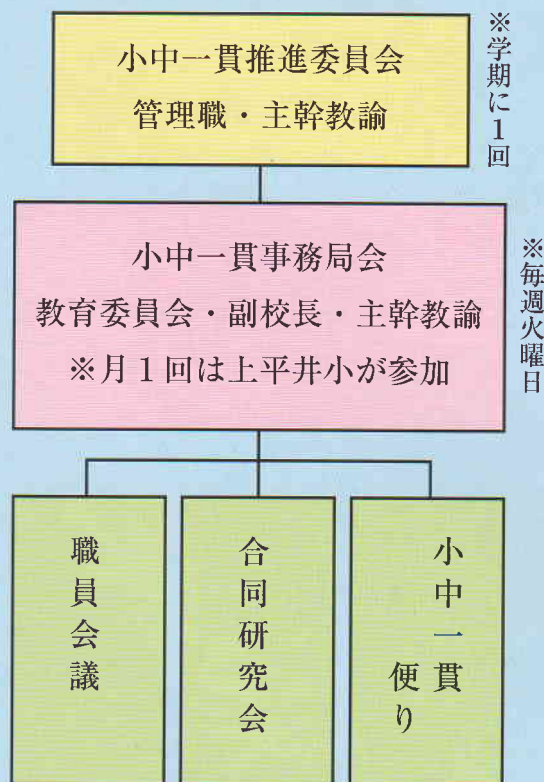 小中一貫推進委員会
管理職・主幹教諭
※学期に1回
小中一貫事務局会
教育委員会・副校長・主幹教諭
※月1回は上平井小が参加
※毎週火曜日
職員会議
合同研究会
小中一貫
便り